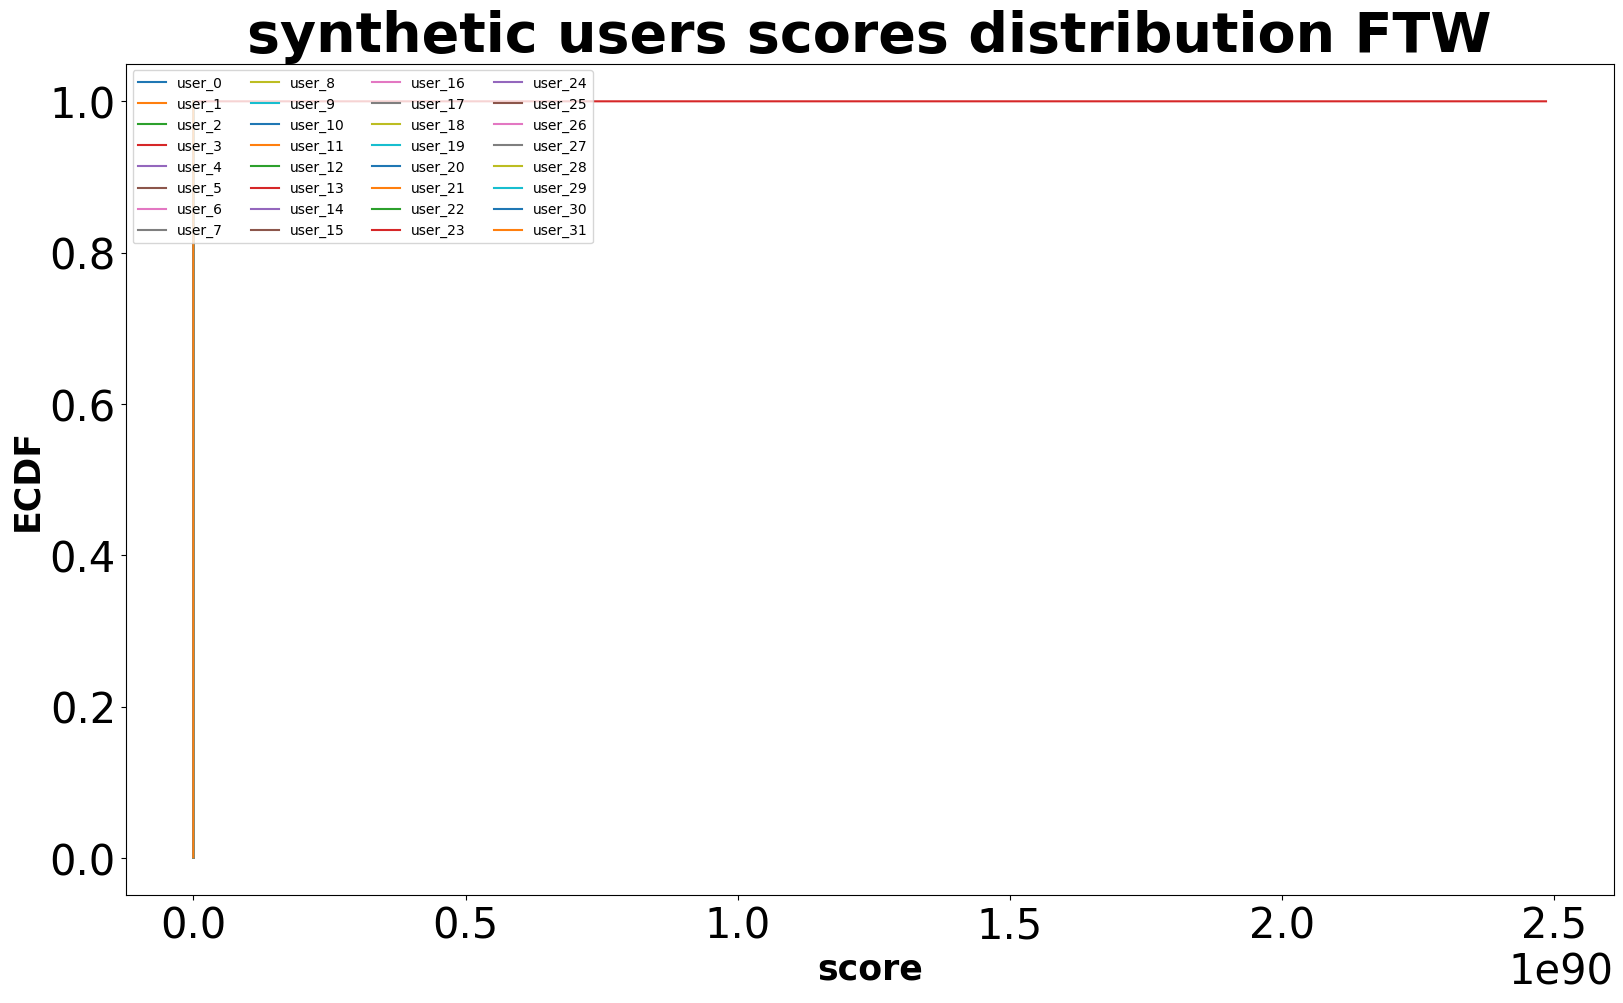 synthetic users scores distribution FTW
user_0 user_8 user_16 user_24
user_1 user_9 user_17 user_25
user_2 user_10 user_18 user_26
user_3 user_11 user_19 user_27
user_4 user_12 user_20 user_28
user_5 user_13 user_21 user_29
user_6 user_14 user_22 user_30
user_7 user_15 user_23 user_31
1.0
0.8
0.6
0.4
0.2
0.0
ECDF
0.0 0.5 1.0 1.5 2.0 2.5
score
1e90